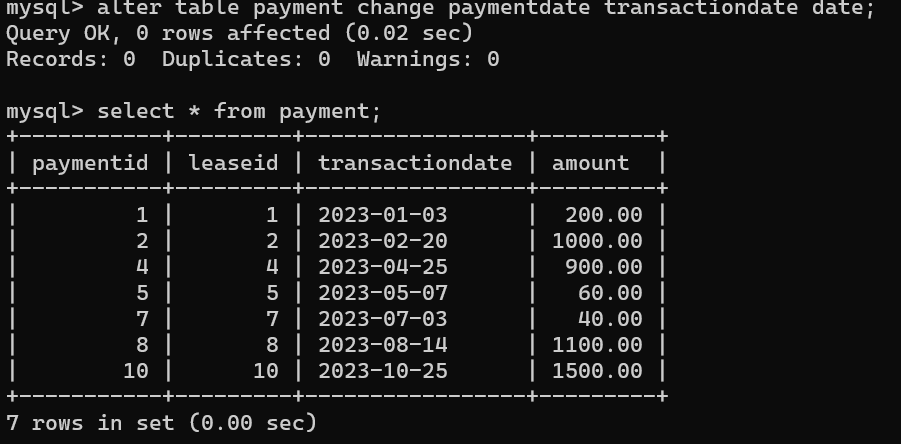 mysql> alter table payment change paymentdate transactiondate date;
Query OK, 0 rows affected (0.02 sec)
Records: 0  Duplicates: 0  Warnings: 0

mysql> select * from payment;
+-----------+---------+-----------------+---------+
| paymentid | leaseid | transactiondate | amount  |
+-----------+---------+-----------------+---------+
|         1 |       1 | 2023-01-03      |  200.00 |
|         2 |       2 | 2023-02-20      | 1000.00 |
|         4 |       4 | 2023-04-25      |  900.00 |
|         5 |       5 | 2023-05-07      |   60.00 |
|         7 |       7 | 2023-07-03      |   40.00 |
|         8 |       8 | 2023-08-14      | 1100.00 |
|        10 |      10 | 2023-10-25      | 1500.00 |
+-----------+---------+-----------------+---------+
7 rows in set (0.00 sec)